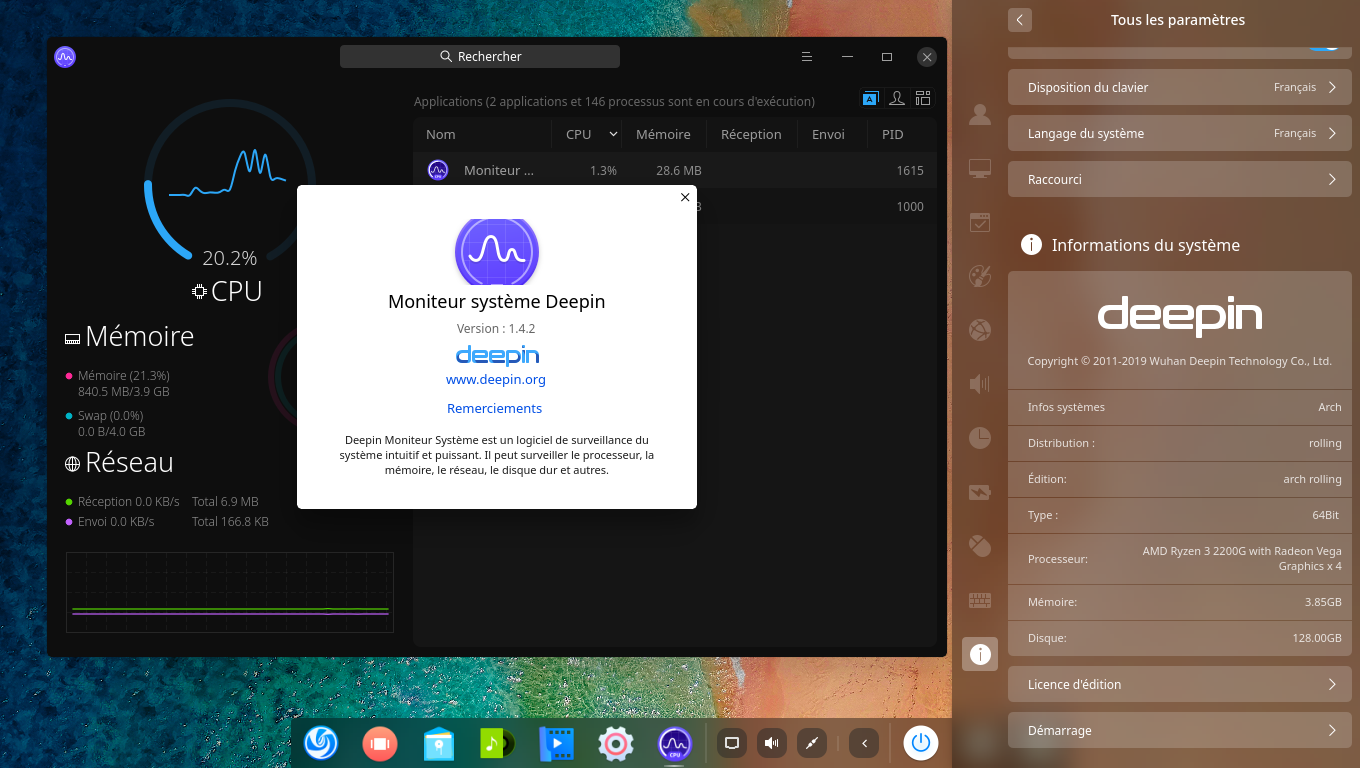 Rechercher
Applications (2 applications et 146 processus sont en cours d'exécution)
Nom CPU Mémoire Réception Envoi PID
Moniteur ... 1.3% 28.6 MB 1615
1000
20.2%
CPU
Mémoire
Mémoire (21.3%)
840.5 MB/3.9 GB
Swap (0.0%)
0.0 B/4.0 GB
Réseau
Réception 0.0 KB/s Total 6.9 MB
Envoi 0.0 KB/s Total 166.8 KB
Moniteur système Deepin
Version : 1.4.2
deepin
www.deepin.org
Remerciements
Deepin Moniteur Système est un logiciel de surveillance du
système intuitif et puissant. Il peut surveiller le processeur, la
mémoire, le réseau, le disque dur et autres.
Tous les paramètres
Disposition du clavier Français
Langage du système Français
Raccourci
Informations du système
deepin
Copyright © 2011-2019 Wuhan Deepin Technology Co., Ltd.
Infos systèmes Arch
Distribution : rolling
Édition: arch rolling
Type : 64Bit
Processeur: AMD Ryzen 3 2200G with Radeon Vega
Graphics x 4
Mémoire: 3.85GB
Disque: 128.00GB
Licence d'édition
Démarrage
CPU